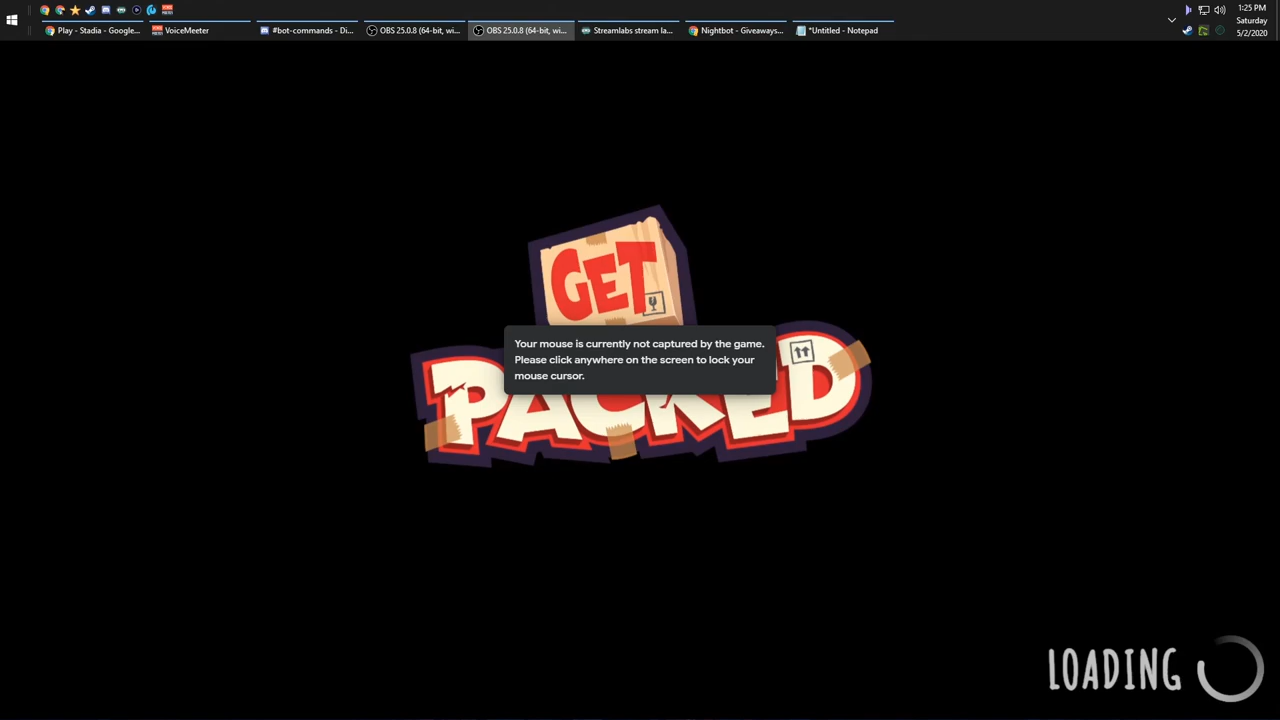 1:25 PM
Play - Stadia - Google...
VoiceMeeter
#bot-commands - Di...
OBS 25.0.8 (64-bit, wi...
OBS 25.0.8 (64-bit, wi...
Streamlabs stream la...
Nightbot - Giveaways...
*Untitled - Notepad
Saturday
5/2/2020
GET
PACKED
Your mouse is currently not captured by the game.
Please click anywhere on the screen to lock your
mouse cursor.
LOADING